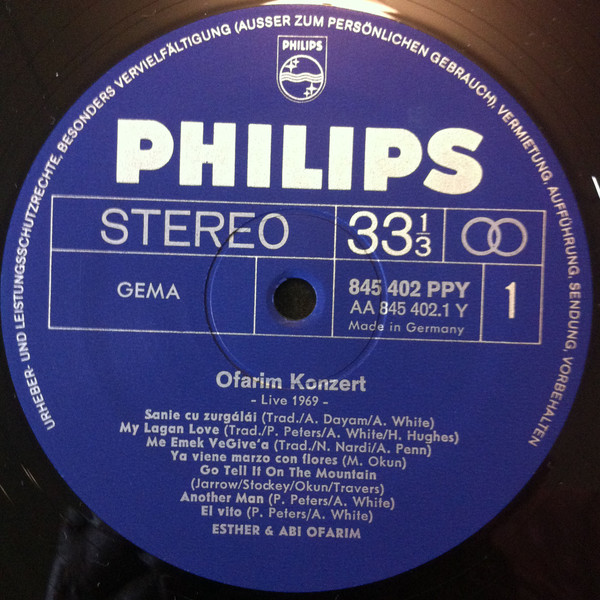 URHEBER- UND LEISTUNGSSCHUTZRECHTE, BESONDERS VERVIELFÄLTIGUNG (AUSSER ZUM PERSÖNLICHEN GEBRAUCH), VERMIETUNG, AUFFÜHRUNG, SENDUNG, VORBEHALTEN
PHILIPS
PHILIPS
STEREO 33 1/3
GEMA
845 402 PPY 1
AA 845 402.1 Y
Made in Germany
Ofarim Konzert
- Live 1969 -
Sanie cu zurgálái (Trad./A. Dayam/A. White)
My Lagan Love (Trad./P. Peters/A. White/H. Hughes)
Me Emek VeGive'a (Trad./N. Nardi/A. Penn)
Ya viene marzo con flores (M. Okun)
Go Tell If On The Mountain
(Jarrow/Stockey/Okun/Travers)
Another Man (P. Peters/A. White)
El vito (P. Peters/A. White)
ESTHER & ABI OFARIM